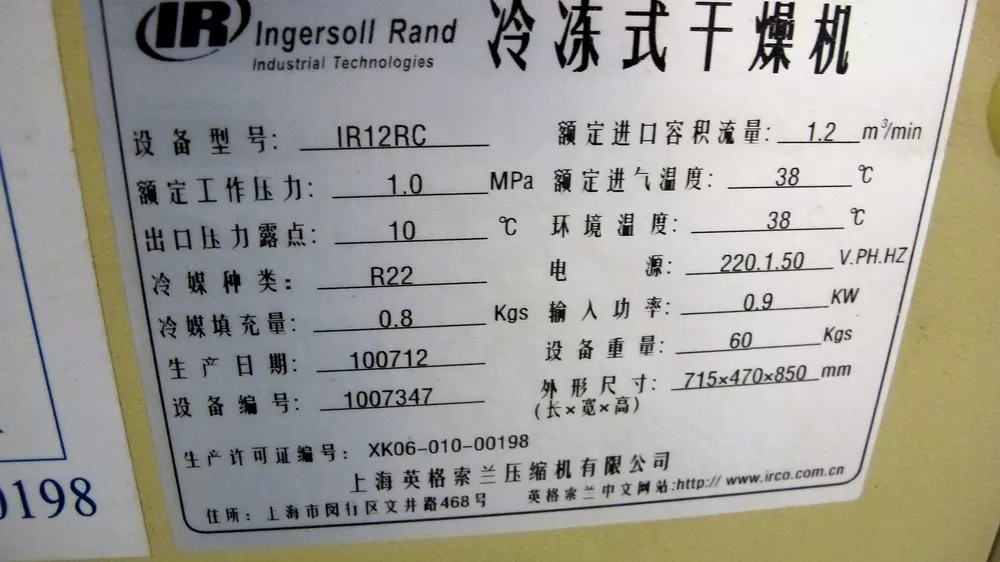 IR Ingersoll Rand 冷冻式干燥机
Industrial Technologies
设备型号: IR12RC 额定进口容积流量: 1.2 m³/min
额定工作压力: 1.0 MPa 额定进气温度: 38 ℃
出口压力露点: 10 ℃ 环境温度: 38 ℃
冷媒种类: R22 电源: 220.1.50 V.PH.HZ
冷媒填充量: 0.8 Kgs 输入功率: 0.9 KW
生产日期: 100712 设备重量: 60 Kgs
设备编号: 1007347 外形尺寸: 715×470×850 mm
(长×宽×高)
生产许可证编号: XK06-010-00198
上海英格索兰压缩机有限公司
住所: 上海市闵行区文井路468号 英格索兰中文网站:http:// www.irco.com.cn
0198